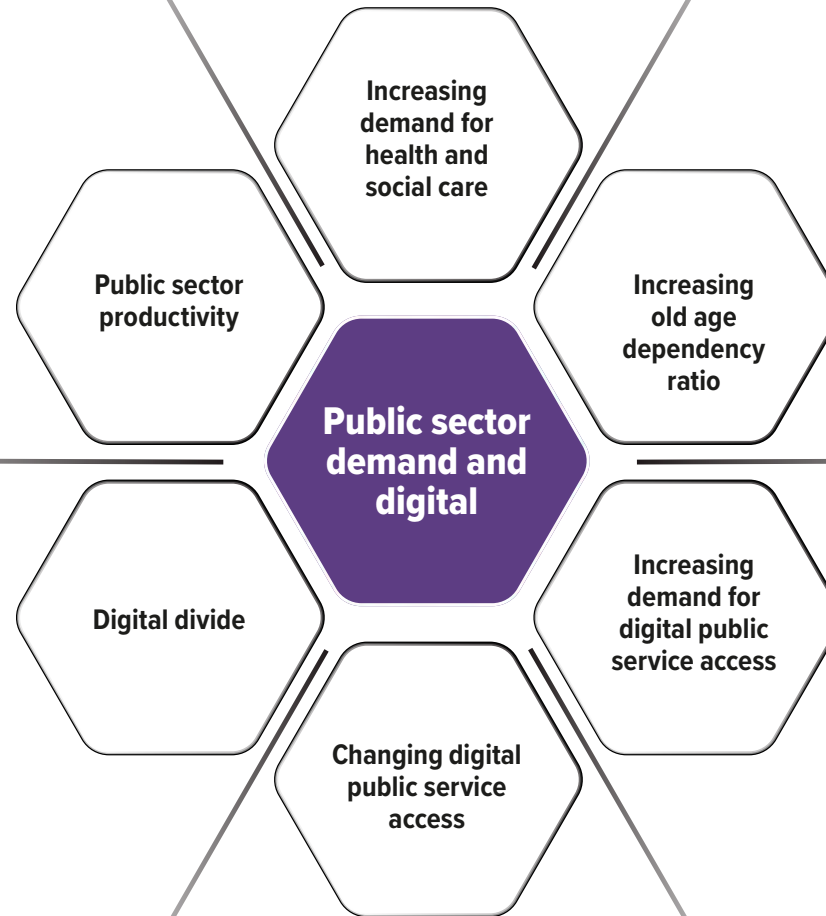 Increasing
demand for
health and
social care
Public sector
productivity
Increasing
old age
dependency
ratio
Public sector
demand and
digital
Digital divide
Increasing
demand for
digital public
service access
Changing digital
public service
access